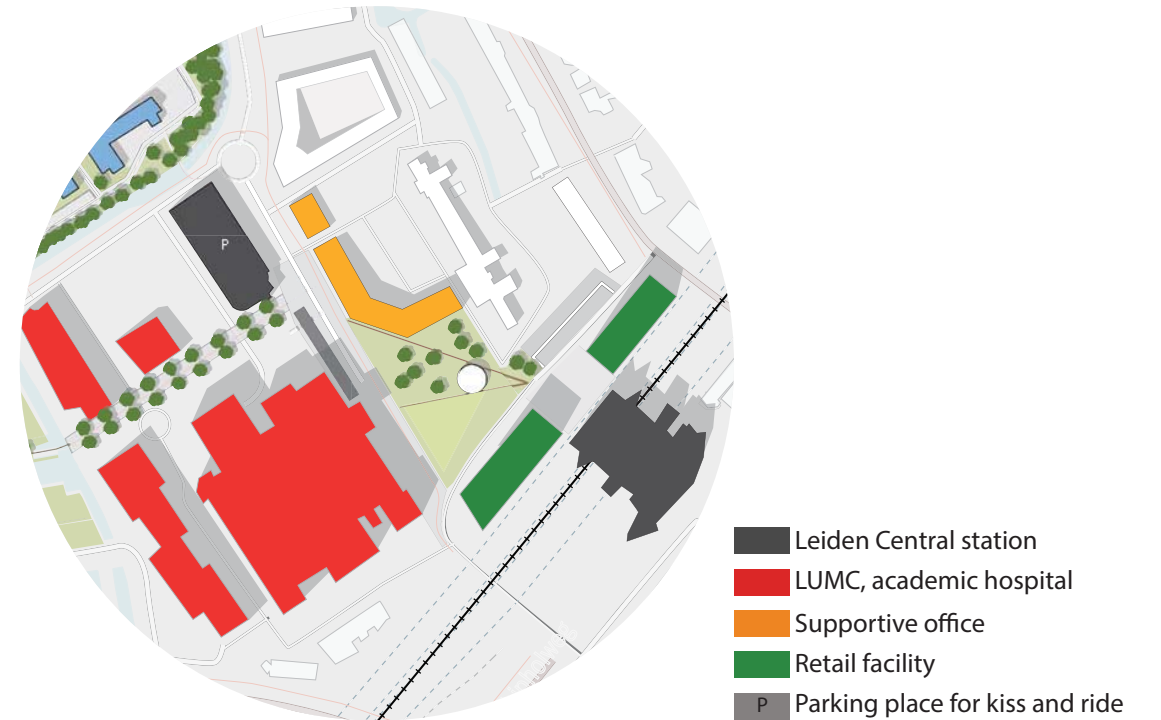 P
Leiden Central station
LUMC, academic hospital
Supportive office
Retail facility
P Parking place for kiss and ride